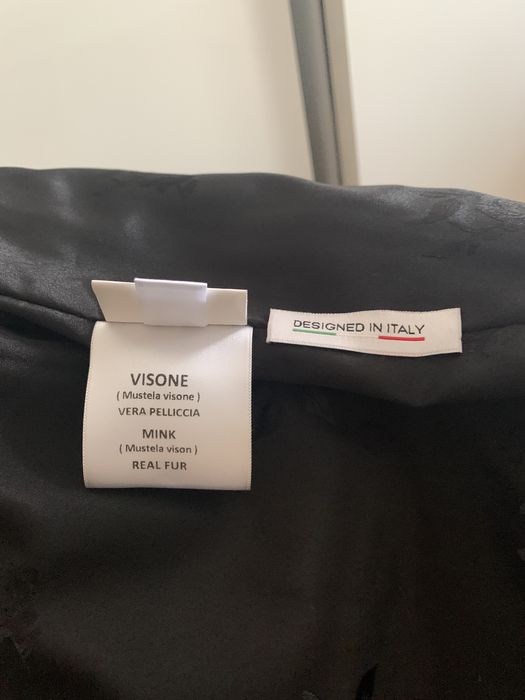 VISONE
( Mustela visone )
VERA PELLICCIA
MINK
( Mustela vison )
REAL FUR
DESIGNED IN ITALY